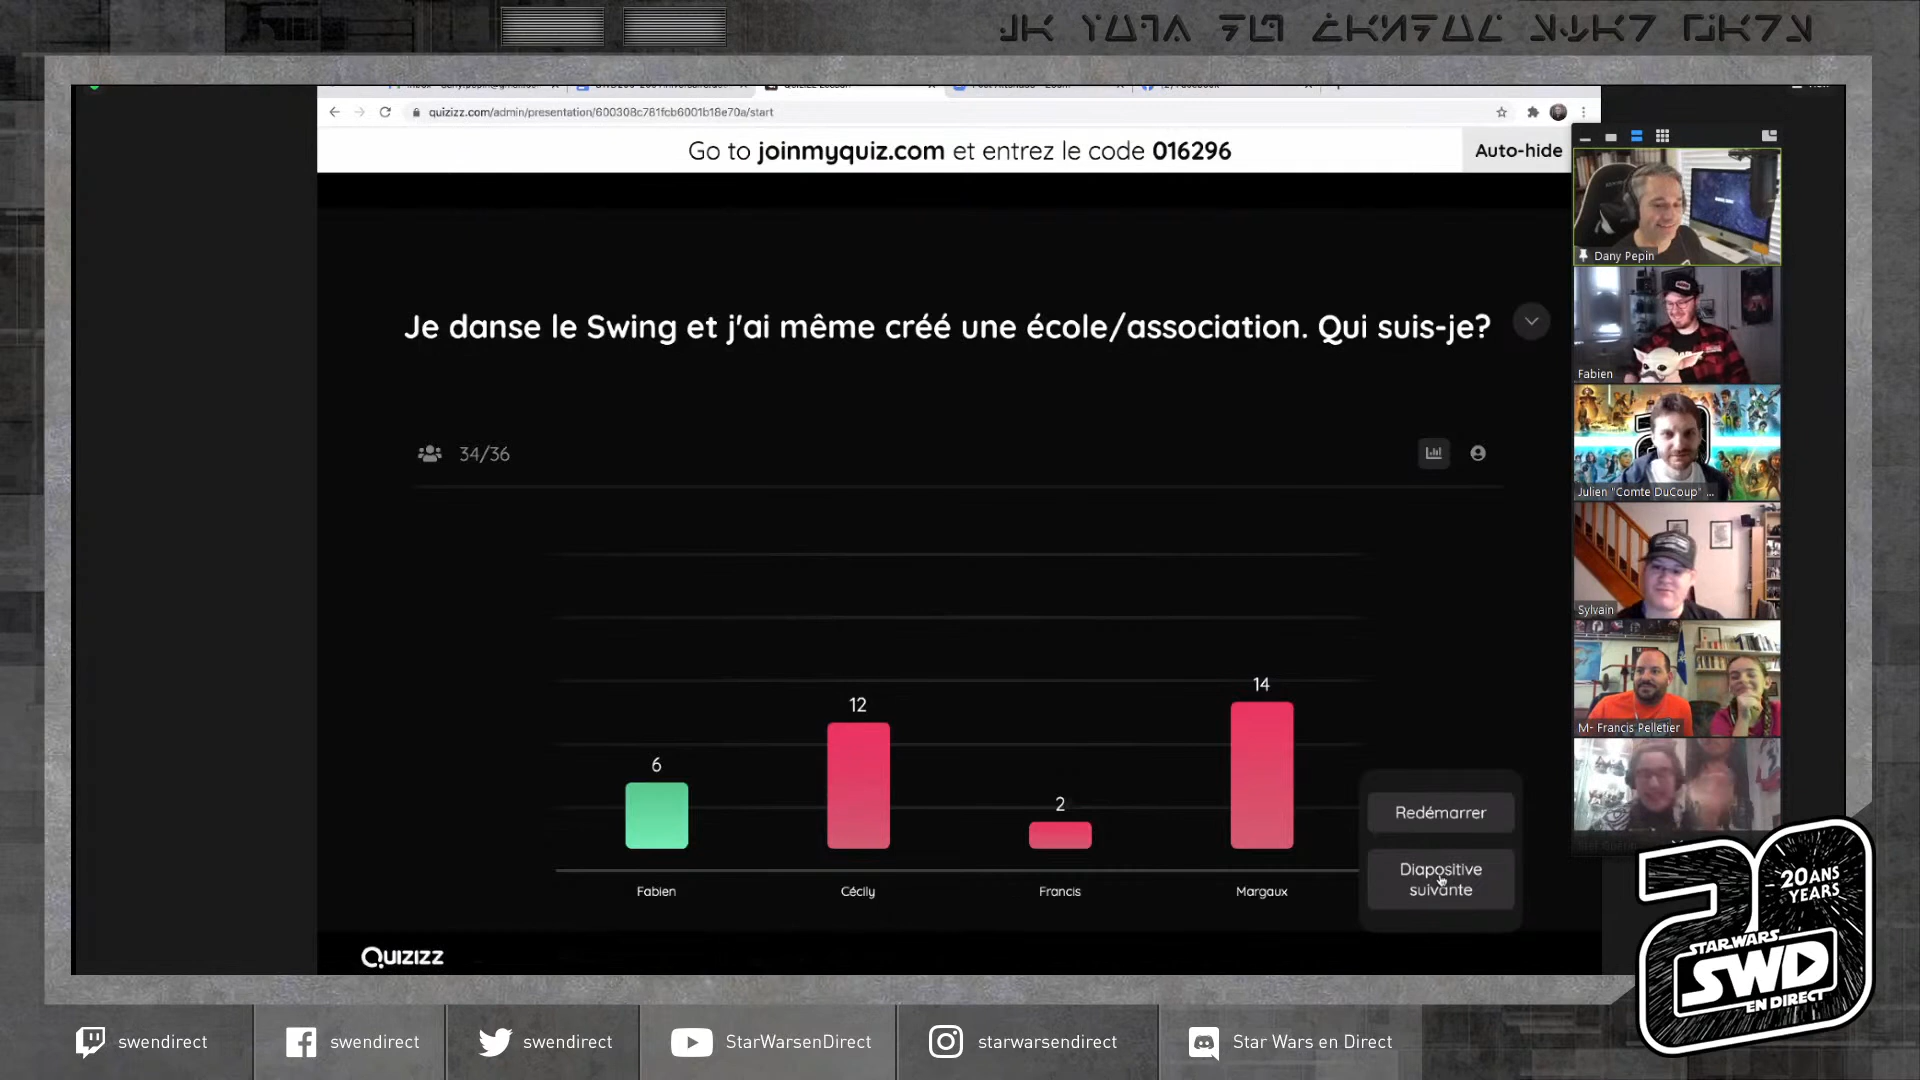 quizizz.com/admin/presentation/600308c781fcb6001b18e70a/start
Go to joinmyquiz.com et entrez le code 016296
Auto-hide
Je danse le Swing et j'ai même créé une école/association. Qui suis-je?
34/36
6
12
2
14
Fabien
Cécily
Francis
Margaux
Redémarrer
Diapositive
suivante
QUIZIZZ
Dany Pepin
Fabien
Julien "Comte DuCoup" ...
Sylvain
M- Francis Pelletier
20 ANS
YEARS
STAR WARS
SWD
EN DIRECT
swendirect
swendirect
swendirect
StarWarsenDirect
starwarsendirect
Star Wars en Direct